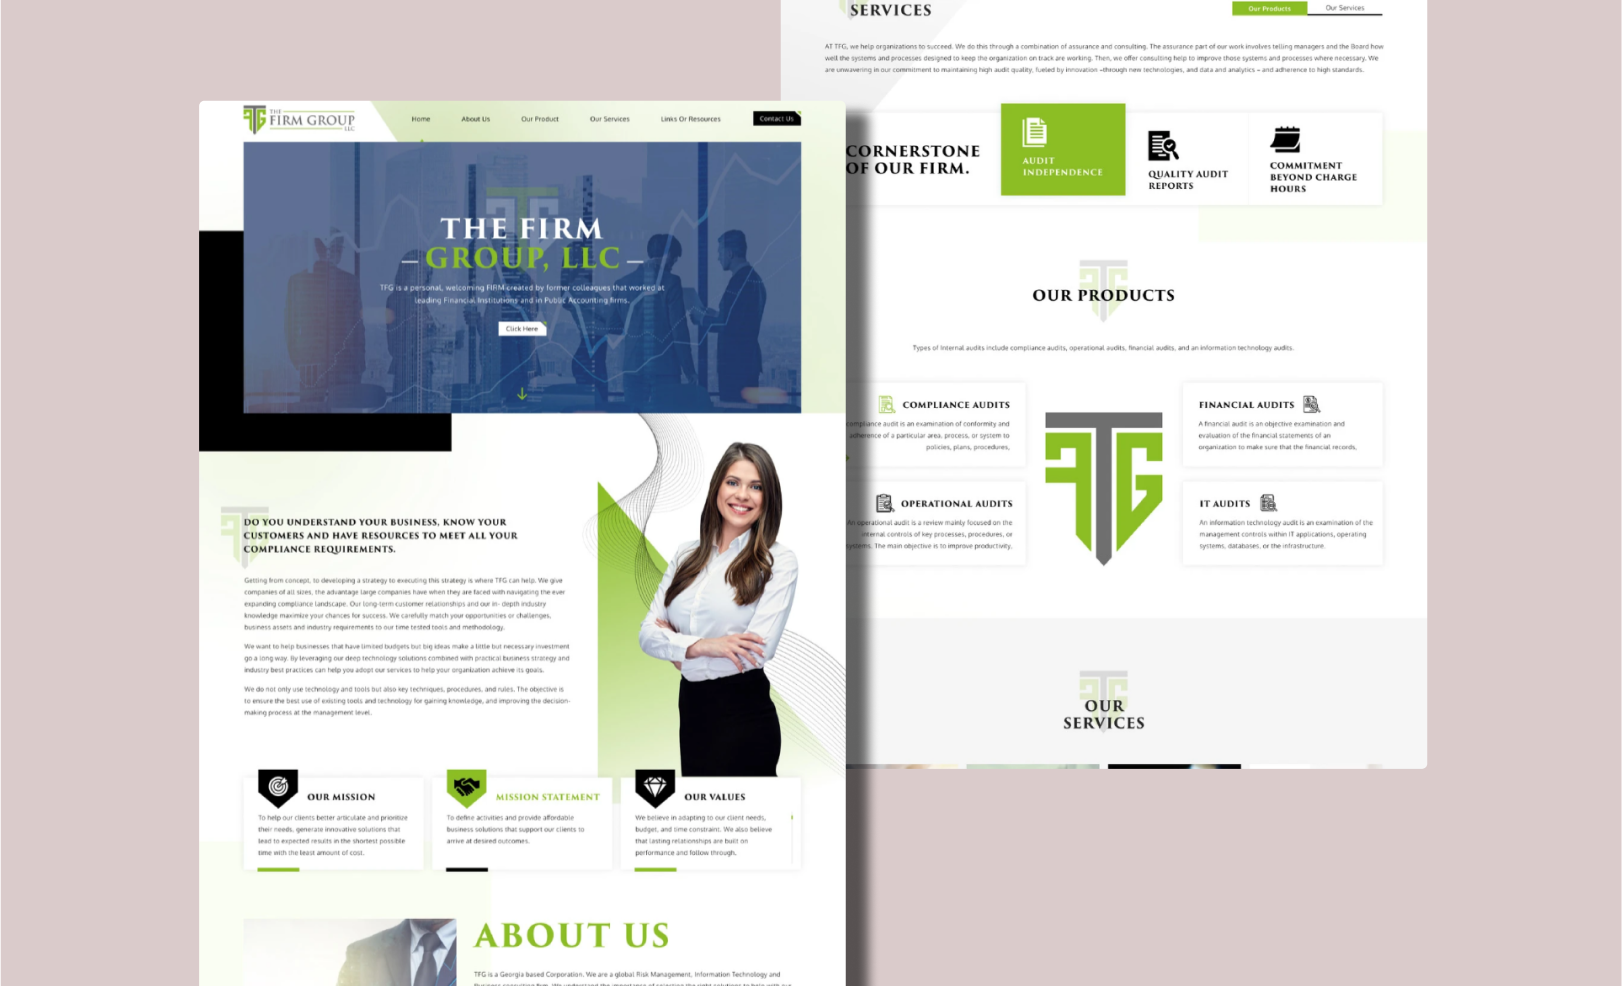 THE
FIRM GROUP
LLC
Home
About Us
Our Product
Our Services
Links Or Resources
Contact Us
THE FIRM
GROUP, LLC
TFG is a personal, welcoming FIRM created by former colleagues that worked at
leading Financial Institutions and in Public Accounting firms.
Click Here
DO YOU UNDERSTAND YOUR BUSINESS, KNOW YOUR
CUSTOMERS AND HAVE RESOURCES TO MEET ALL YOUR
COMPLIANCE REQUIREMENTS.
Getting from concept, to developing a strategy to executing this strategy is where TFG can help. We give
companies of all sizes, the advantage large companies have when they are faced with navigating the ever
expanding compliance landscape. Our long-term customer relationships and our in- depth industry
knowledge maximize your chances for success. We carefully match your opportunities or challenges,
business assets and industry requirements to our time tested tools and methodology.
We want to help businesses that have limited budgets but big ideas make a little but necessary investment
go a long way. By leveraging our deep technology solutions combined with practical business strategy and
industry best practices can help you adopt our services to help your organization achieve its goals.
We do not only use technology and tools but also key techniques, procedures, and rules. The objective is
to ensure the best use of existing tools and technology for gaining knowledge, and improving the decision-
making process at the management level.
OUR MISSION
To help our clients better articulate and prioritize
their needs, generate innovative solutions that
lead to expected results in the shortest possible
time with the least amount of cost.
MISSION STATEMENT
To define activities and provide affordable
business solutions that support our clients to
arrive at desired outcomes.
OUR VALUES
We believe in adapting to our client needs,
budget, and time constraint. We also believe
that lasting relationships are built on
performance and follow through.
ABOUT US
TFG is a Georgia based Corporation. We are a global Risk Management, Information Technology and
SERVICES
Our Products
Our Services
AT TFG, we help organizations to succeed. We do this through a combination of assurance and consulting. The assurance part of our work involves telling managers and the Board how
well the systems and processes designed to keep the organization on track are working. Then, we offer consulting help to improve those systems and processes where necessary. We
are unwavering in our commitment to maintaining high audit quality, fueled by innovation –through new technologies, and data and analytics – and adherence to high standards.
CORNERSTONE
OF OUR FIRM.
AUDIT
INDEPENDENCE
QUALITY AUDIT
REPORTS
COMMITMENT
BEYOND CHARGE
HOURS
OUR PRODUCTS
Types of Internal audits include compliance audits, operational audits, financial audits, and an information technology audits.
COMPLIANCE AUDITS
compliance audit is an examination of conformity and
adherence of a particular area, process, or system to
policies, plans, procedures,
OPERATIONAL AUDITS
An operational audit is a review mainly focused on the
internal controls of key processes, procedures, or
systems. The main objective is to improve productivity,
TFG
FINANCIAL AUDITS
A financial audit is an objective examination and
evaluation of the financial statements of an
organization to make sure that the financial records,
IT AUDITS
An information technology audit is an examination of the
management controls within IT applications, operating
systems, databases, or the infrastructure.
OUR
SERVICES